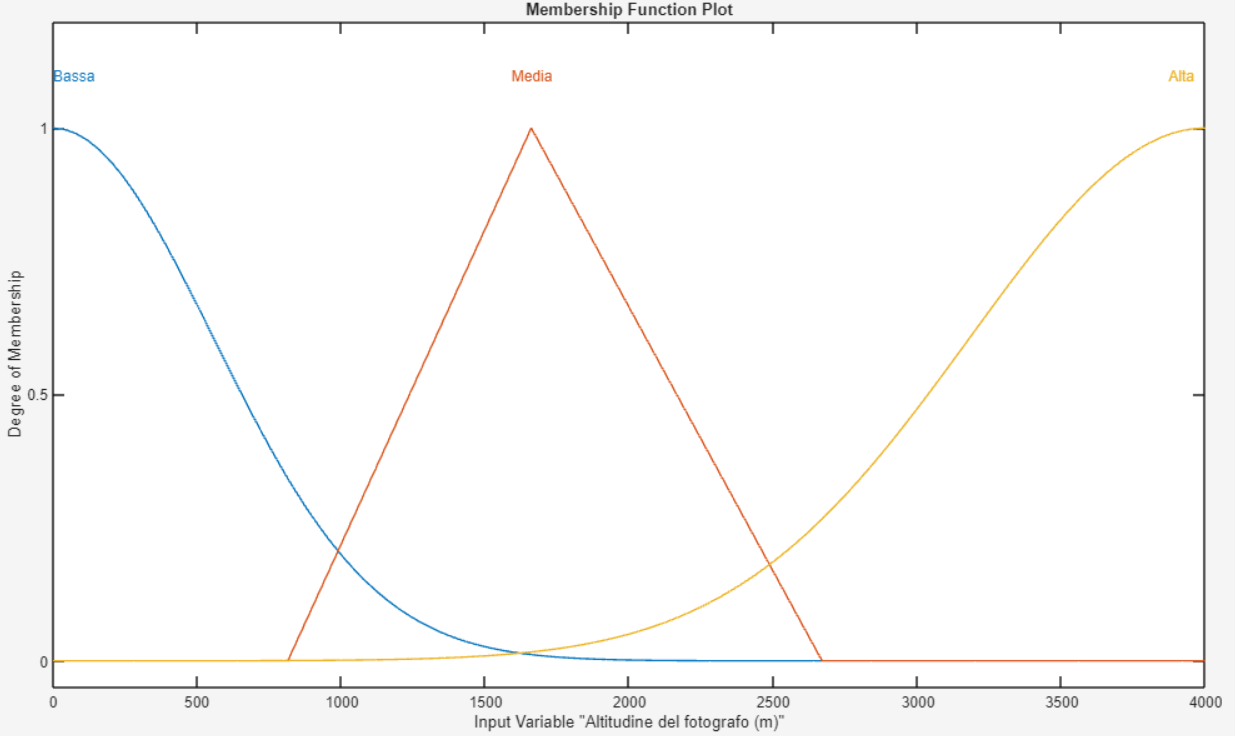 Membership Function Plot
Bassa Media Alta
1
0.5
0
Degree of Membership
0 500 1000 1500 2000 2500 3000 3500 4000
Input Variable "Altitudine del fotografo (m)"